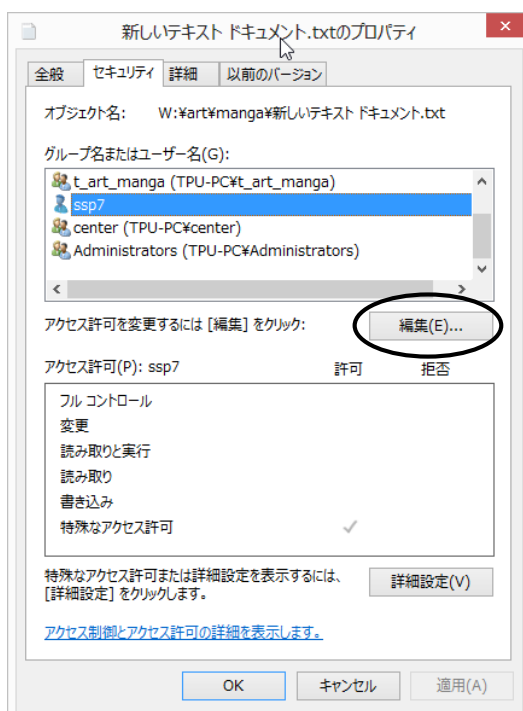 新しいテキスト ドキュメント.txtのプロパティ
全般 セキュリティ 詳細 以前のバージョン
オブジェクト名: W:¥art¥manga¥新しいテキスト ドキュメント.txt
グループ名またはユーザー名(G):
t_art_manga (TPU-PC¥t_art_manga)
ssp7
center (TPU-PC¥center)
Administrators (TPU-PC¥Administrators)
アクセス許可を変更するには [編集] をクリック: 編集(E)...
アクセス許可(P): ssp7 許可 拒否
フル コントロール
変更
読み取りと実行
読み取り
書き込み
特殊なアクセス許可
特殊なアクセス許可または詳細設定を表示するには、 詳細設定(V)
[詳細設定] をクリックします。
アクセス制御とアクセス許可の詳細を表示します。
OK キャンセル 適用(A)